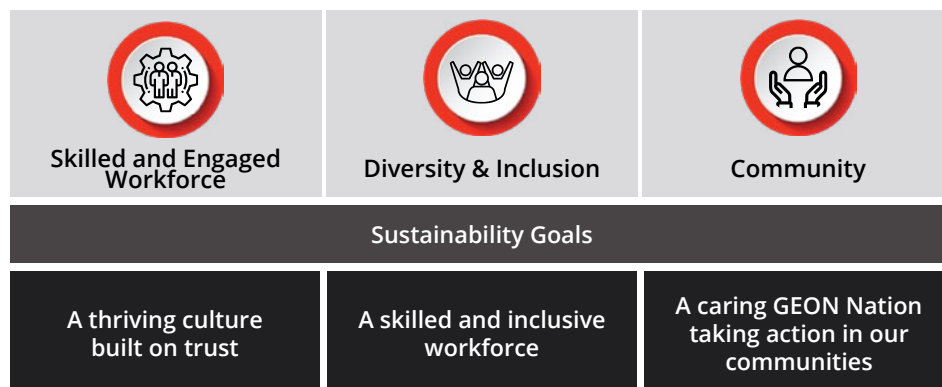 Skilled and Engaged
Workforce
Diversity & Inclusion
Community
Sustainability Goals
A thriving culture
built on trust
A skilled and inclusive
workforce
A caring GEON Nation
taking action in our
communities